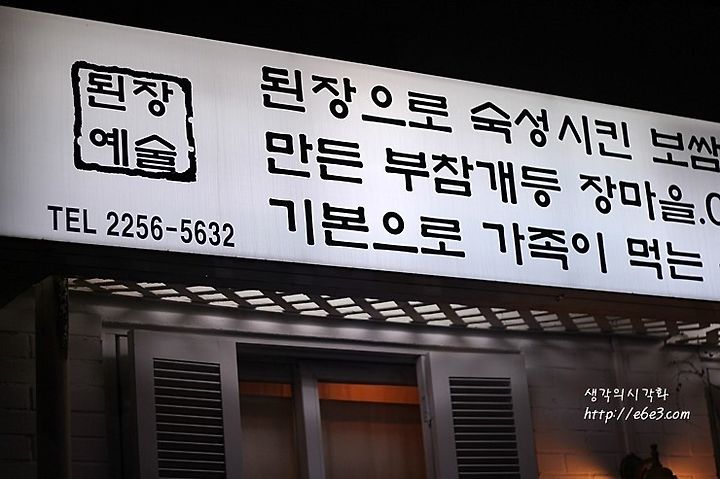 된장
예술
TEL 2256-5632
된장으로 숙성시킨 보쌈
만든 부참개등 장마을.
기본으로 가족이 먹는
생각의시각화
http://e6e3.com